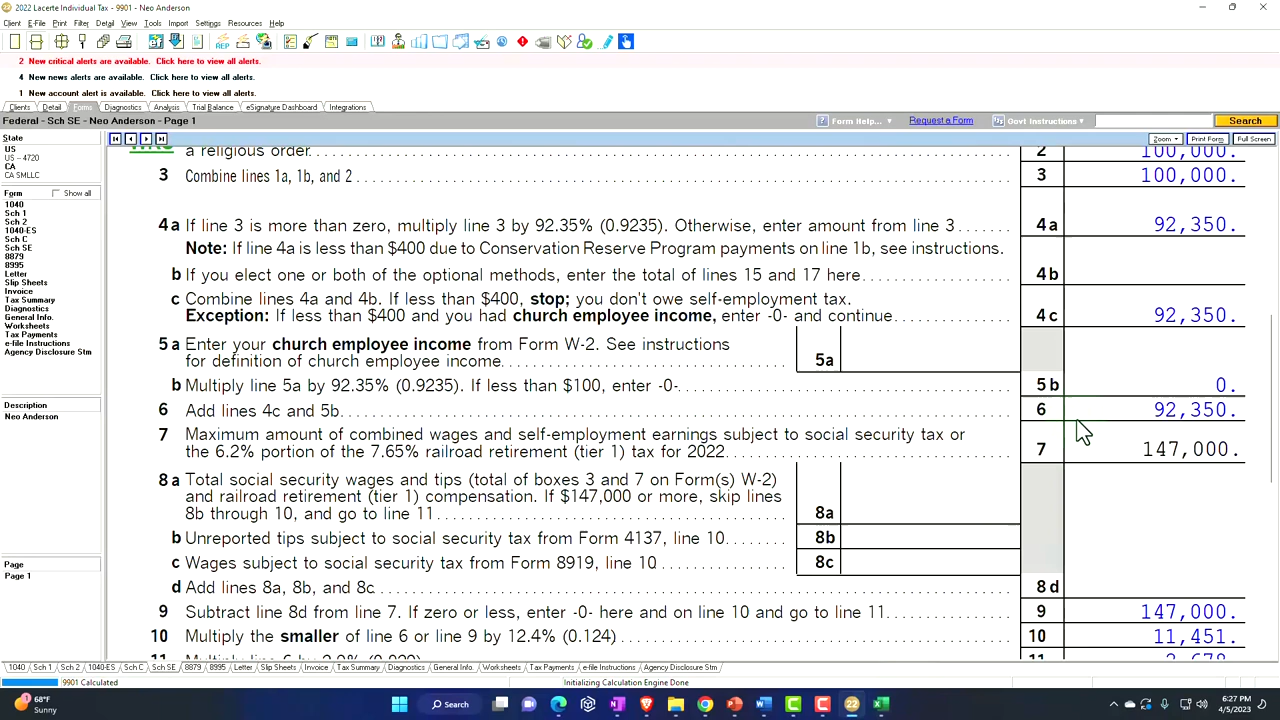 22 2022 Lacerte Individual Tax - 9901 - Neo Anderson
Client E-File Print Filter Detail View Tools Import Settings Resources Help
2 New critical alerts are available. Click here to view all alerts.
4 New news alerts are available. Click here to view all alerts.
1 New account alert is available. Click here to view all alerts.
Clients Detail Forms Diagnostics Analysis Trial Balance eSignature Dashboard Integrations
Federal - Sch SE - Neo Anderson - Page 1 Form Help... Request a Form Govt Instructions Search
Zoom Print Form Full Screen
State
US
US - 4720
CA
CA SMLLC
Form Show all
1040
Sch 1
Sch 2
1040-ES
Sch C
Sch SE
8879
8995
Letter
Slip Sheets
Invoice
Tax Summary
Diagnostics
General Info.
Worksheets
Tax Payments
e-file Instructions
Agency Disclosure Stm
Description
Neo Anderson
Page
Page 1
a religious order 2 100,000.
3 Combine lines 1a, 1b, and 2 3 100,000.
4a If line 3 is more than zero, multiply line 3 by 92.35% (0.9235). Otherwise, enter amount from line 3 4a 92,350.
Note: If line 4a is less than $400 due to Conservation Reserve Program payments on line 1b, see instructions.
b If you elect one or both of the optional methods, enter the total of lines 15 and 17 here 4b
c Combine lines 4a and 4b. If less than $400, stop; you don't owe self-employment tax.
Exception: If less than $400 and you had church employee income, enter -0- and continue 4c 92,350.
5a Enter your church employee income from Form W-2. See instructions
for definition of church employee income 5a
b Multiply line 5a by 92.35% (0.9235). If less than $100, enter -0- 5b 0.
6 Add lines 4c and 5b 6 92,350.
7 Maximum amount of combined wages and self-employment earnings subject to social security tax or
the 6.2% portion of the 7.65% railroad retirement (tier 1) tax for 2022 7 147,000.
8a Total social security wages and tips (total of boxes 3 and 7 on Form(s) W-2)
and railroad retirement (tier 1) compensation. If $147,000 or more, skip lines
8b through 10, and go to line 11 8a
b Unreported tips subject to social security tax from Form 4137, line 10 8b
c Wages subject to social security tax from Form 8919, line 10 8c
d Add lines 8a, 8b, and 8c 8d
9 Subtract line 8d from line 7. If zero or less, enter -0- here and on line 10 and go to line 11 9 147,000.
10 Multiply the smaller of line 6 or line 9 by 12.4% (0.124) 10 11,451.
1040 Sch 1 Sch 2 1040-ES Sch C Sch SE 8879 8995 Letter Slip Sheets Invoice Tax Summary Diagnostics General Info. Worksheets Tax Payments e-file Instructions Agency Disclosure Stm
9901 Calculated Initializing Calculation Engine Done
68°F
Sunny
Search
6:27 PM
4/5/2023